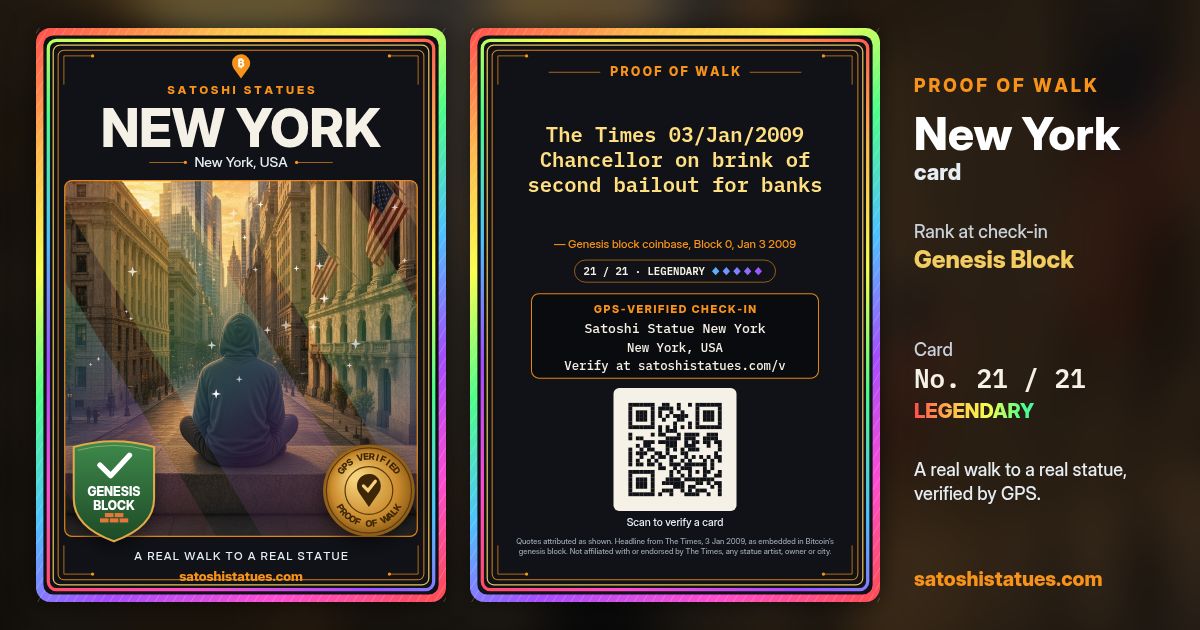 SATOSHI STATUES
NEW YORK
New York, USA
GENESIS
BLOCK
GPS VERIFIED
PROOF OF WALK
A REAL WALK TO A REAL STATUE
satoshistatues.com
PROOF OF WALK
The Times 03/Jan/2009
Chancellor on brink of
second bailout for banks
— Genesis block coinbase, Block 0, Jan 3 2009
21 / 21 · LEGENDARY
GPS-VERIFIED CHECK-IN
Satoshi Statue New York
New York, USA
Verify at satoshistatues.com/v
Scan to verify a card
Quotes attributed as shown. Headline from The Times, 3 Jan 2009, as embedded in Bitcoin's
genesis block. Not affiliated with or endorsed by The Times, any statue artist, owner or city.
PROOF OF WALK
New York
card
Rank at check-in
Genesis Block
Card
No. 21 / 21
LEGENDARY
A real walk to a real statue,
verified by GPS.
satoshistatues.com